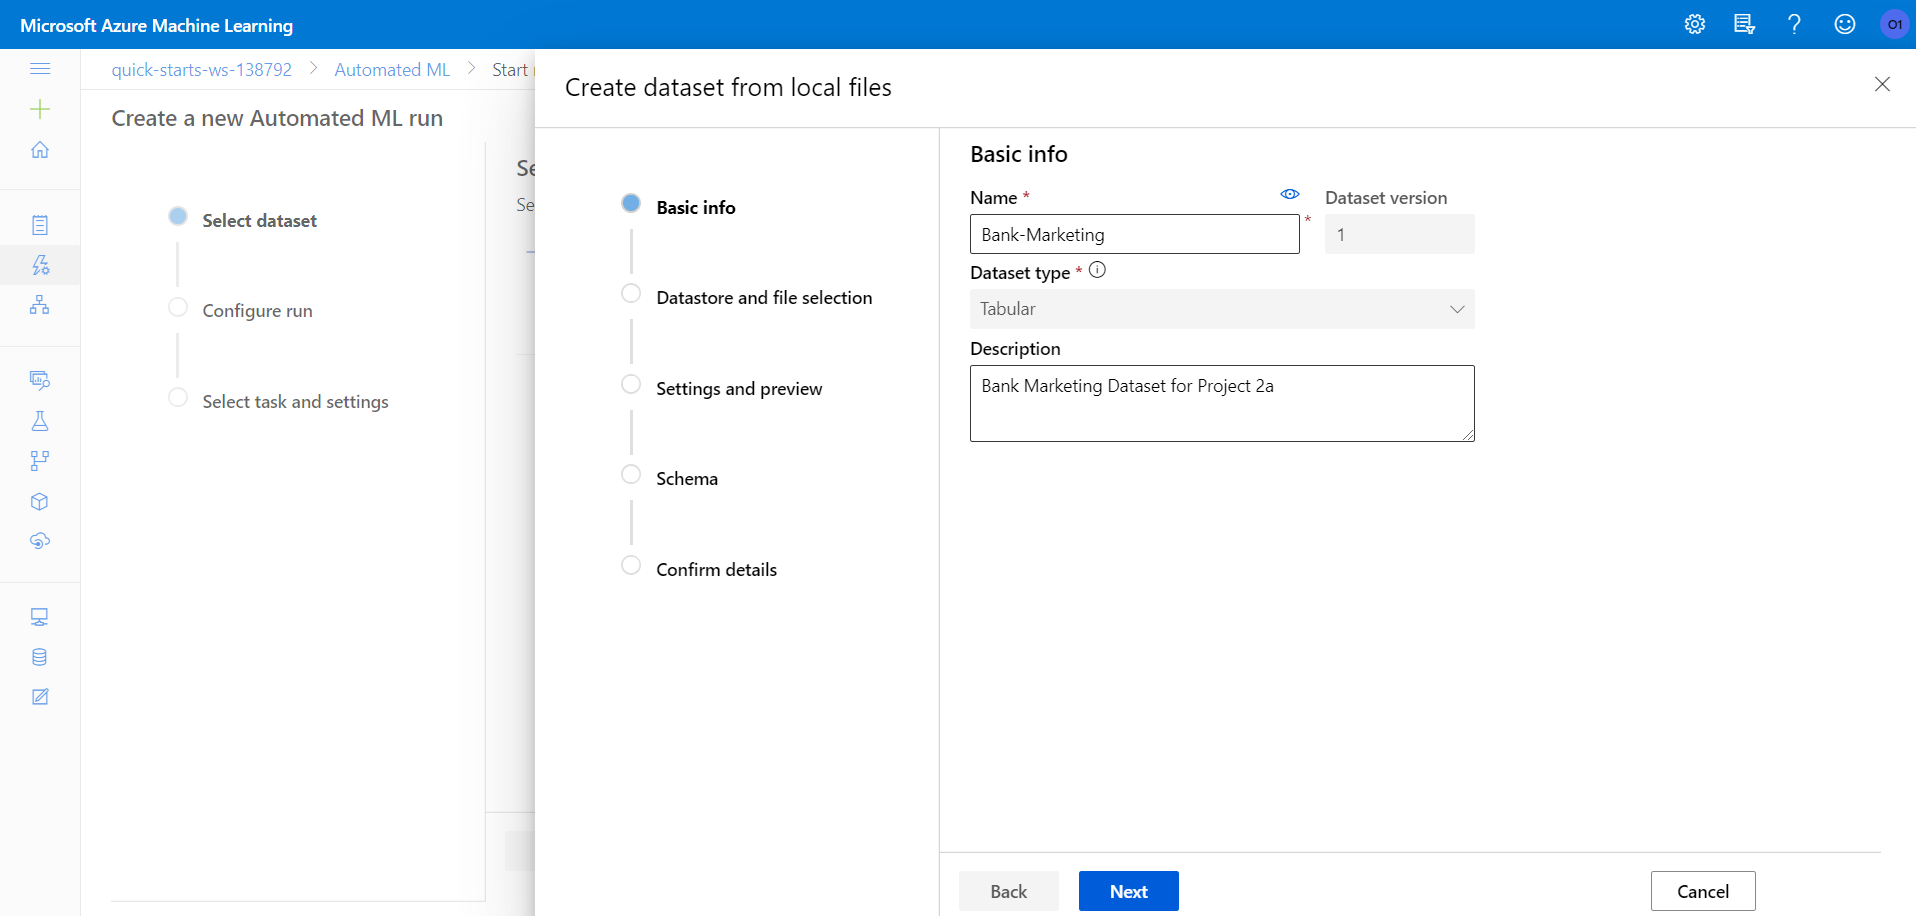 Microsoft Azure Machine Learning
O1
quick-starts-ws-138792 > Automated ML > Start
Create a new Automated ML run
Select dataset
Configure run
Select task and settings
Create dataset from local files
Basic info
Datastore and file selection
Settings and preview
Schema
Confirm details
Basic info
Name *
Dataset version
Bank-Marketing
*
1
Dataset type *
Tabular
Description
Bank Marketing Dataset for Project 2a
Back
Next
Cancel